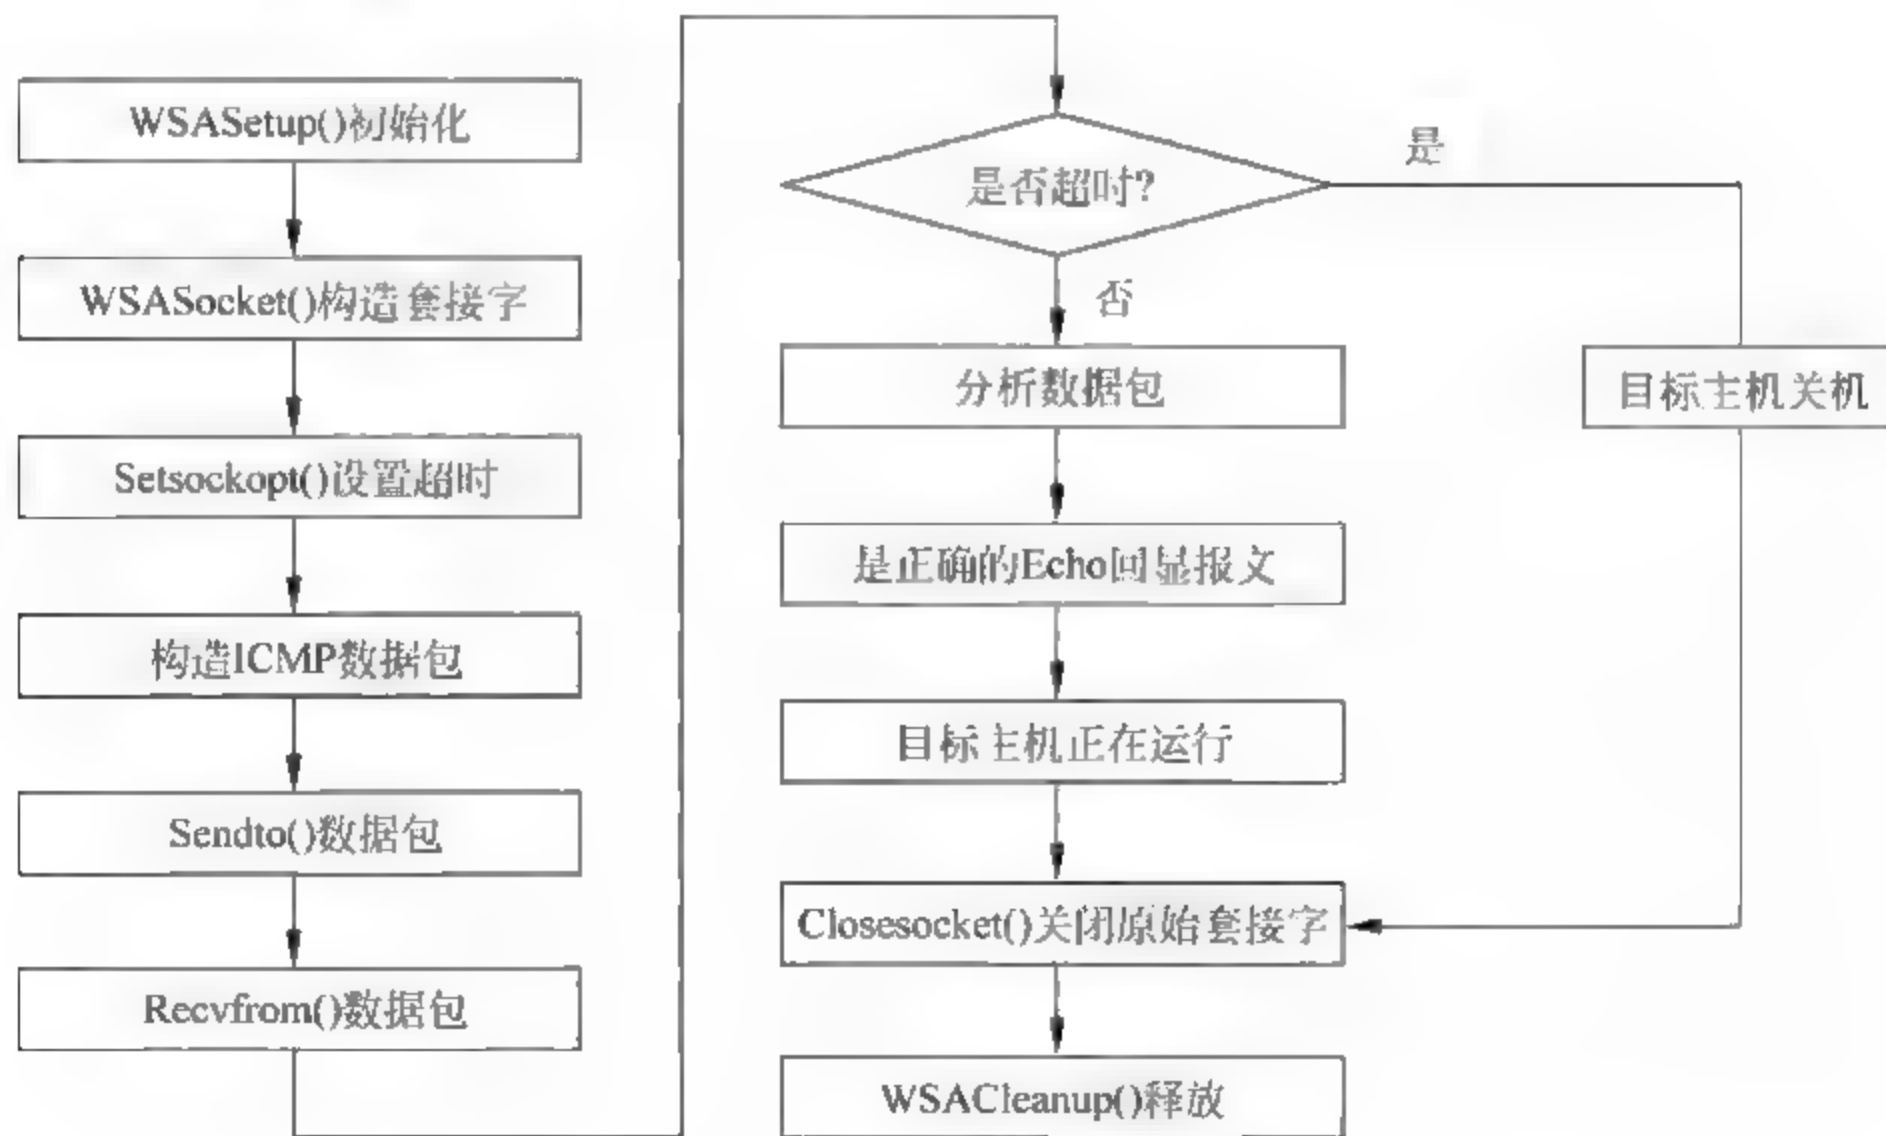 WSASetup()初始化
WSASocket()构造套接字
Setsockopt()设置超时
构造ICMP数据包
Sendto()数据包
Recvfrom()数据包
是否超时?
是
否
分析数据包
目标主机关机
是正确的Echo回显报文
目标主机正在运行
Closesocket()关闭原始套接字
WSACleanup()释放